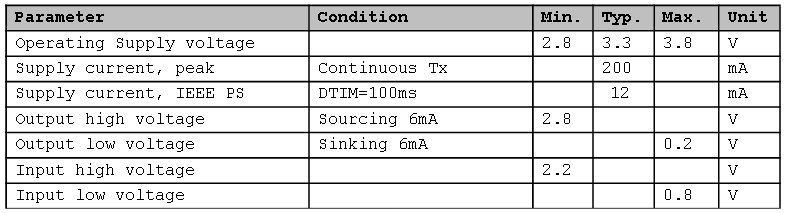 Parameter Condition Min. Typ. Max. Unit
Operating Supply voltage 2.8 3.3 3.8 V
Supply current, peak Continuous Tx 200 mA
Supply current, IEEE PS DTIM=100ms 12 mA
Output high voltage Sourcing 6mA 2.8 V
Output low voltage Sinking 6mA 0.2 V
Input high voltage 2.2 V
Input low voltage 0.8 V